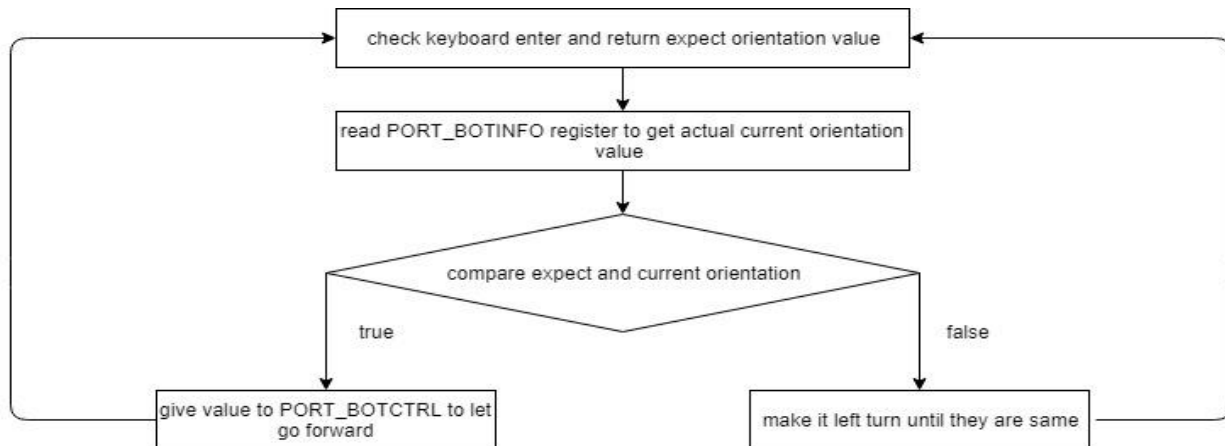 check keyboard enter and return expect orientation value
read PORT_BOTINFO register to get actual current orientation
value
compare expect and current orientation
true
false
give value to PORT_BOTCTRL to let
go forward
make it left turn until they are same